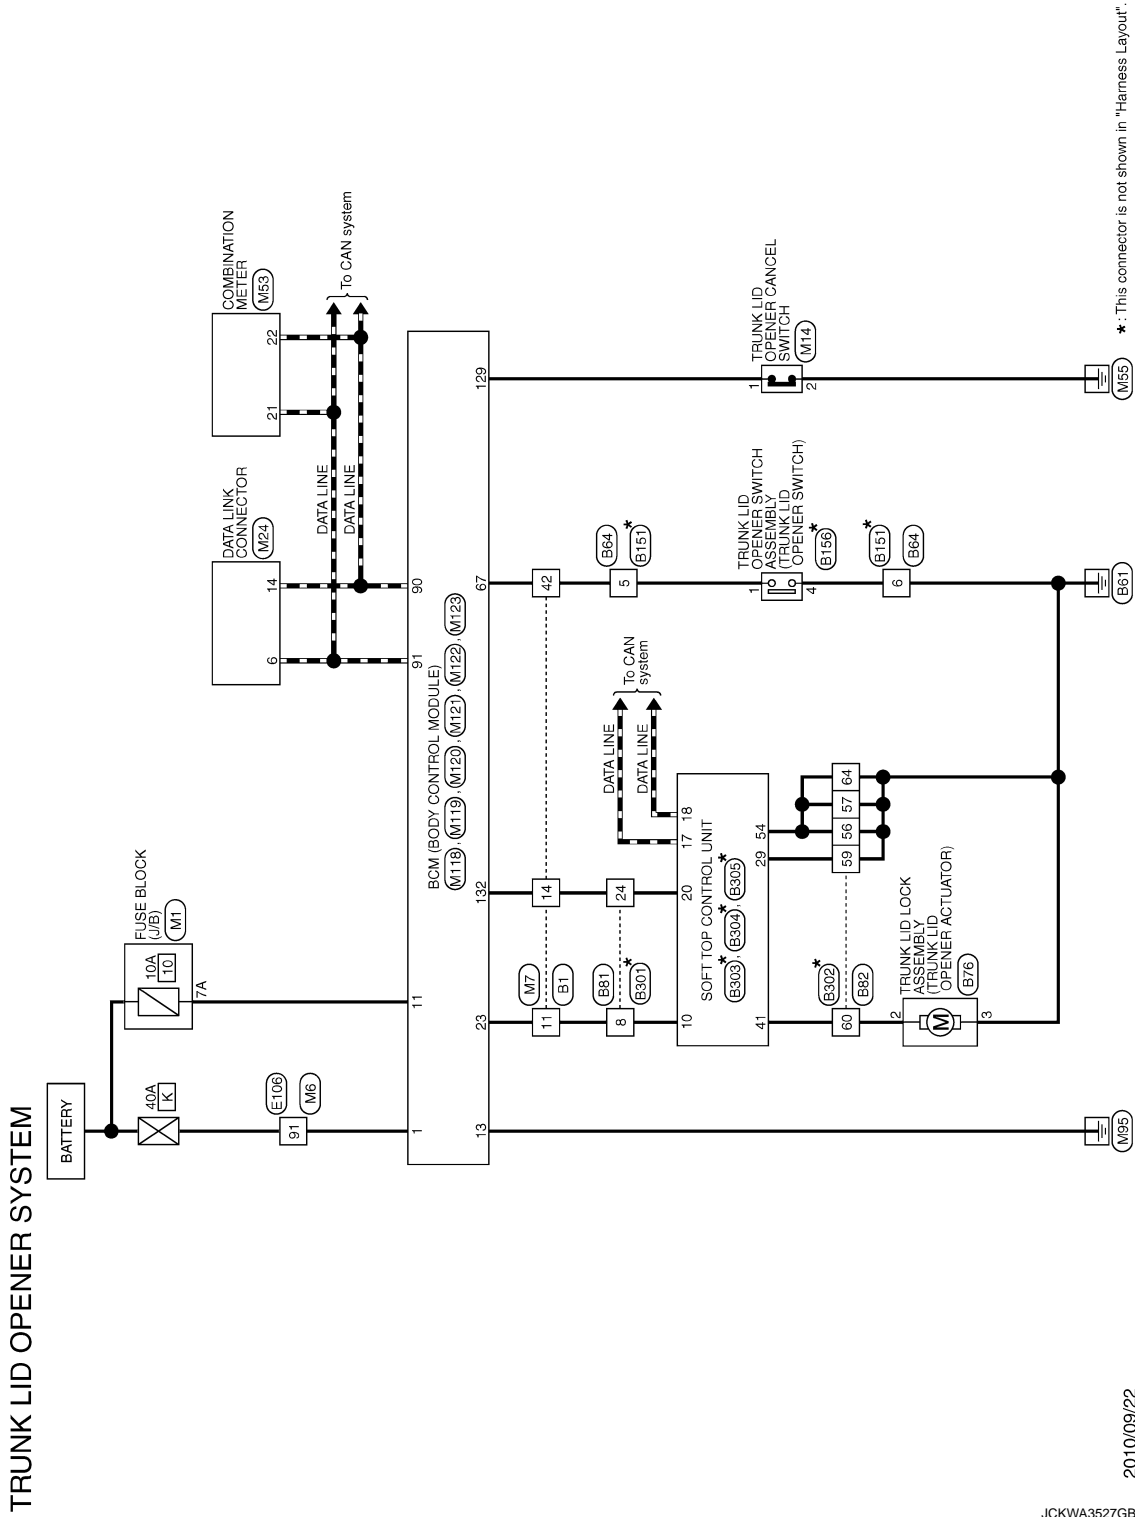 TRUNK LID OPENER SYSTEM
BATTERY
40A
K
FUSE BLOCK
(J/B)
M1
10A
10
7A
E106
M6
91
DATA LINK
CONNECTOR
M24
6
14
COMBINATION
METER
M53
21
22
DATA LINE
DATA LINE
To CAN system
1
11
91
90
BCM (BODY CONTROL MODULE)
M118 , M119 , M120 , M121 , M122 , M123
13
23
132
67
129
M7
B1
11
14
42
B81
B301 *
8
24
B64
B151 *
5
DATA LINE
DATA LINE
To CAN
system
10
20
17
18
SOFT TOP CONTROL UNIT
B303 * , B304 * , B305 *
41
29
54
B302 *
B82
60
59
56
57
64
TRUNK LID LOCK
ASSEMBLY
(TRUNK LID
OPENER ACTUATOR)
B76
2
M
3
TRUNK LID
OPENER SWITCH
ASSEMBLY
(TRUNK LID
OPENER SWITCH)
B156 *
1
4
B151 *
B64
6
TRUNK LID
OPENER CANCEL
SWITCH
M14
1
2
M95
B61
M55
* : This connector is not shown in "Harness Layout".
2010/09/22
JCKWA3527GB